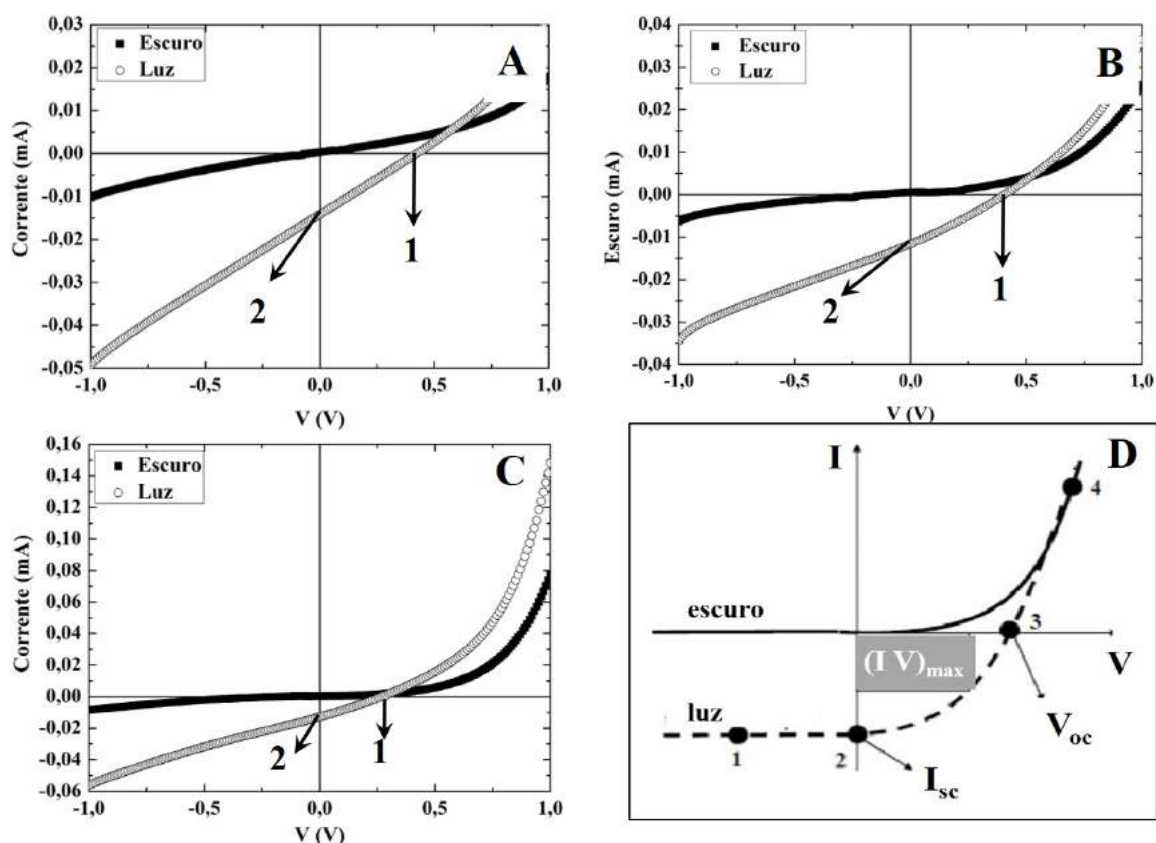 A
Escuro
Luz
Corrente (mA)
0,03
0,02
0,01
0,00
-0,01
-0,02
-0,03
-0,04
-0,05
1
2
-1,0 -0,5 0,0 0,5 1,0
V (V)
B
Escuro
Luz
Escuro (mA)
0,04
0,03
0,02
0,01
0,00
-0,01
-0,02
-0,03
-0,04
1
2
-1,0 -0,5 0,0 0,5 1,0
V (V)
C
Escuro
Luz
Corrente (mA)
0,16
0,14
0,12
0,10
0,08
0,06
0,04
0,02
0,00
-0,02
-0,04
-0,06
2 1
-1,0 -0,5 0,0 0,5 1,0
V (V)
I D
4
escuro
3
(I V)max
V
luz
Voc
1 2
Isc